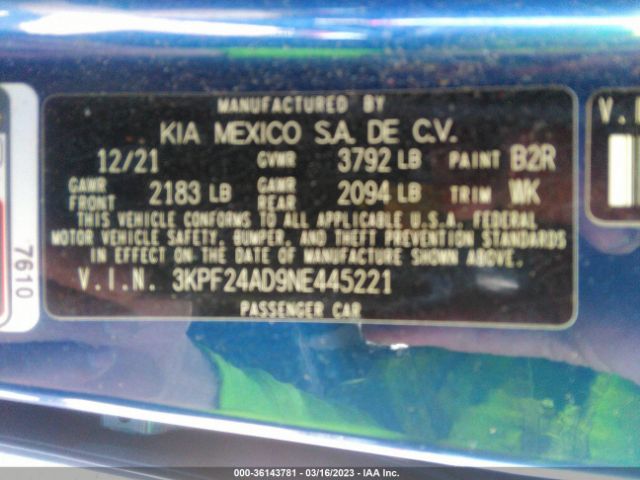 MANUFACTURED BY
KIA MEXICO S.A. DE C.V.
12/21 GVWR 3792 LB PAINT B2R
GAWR FRONT 2183 LB GAWR REAR 2094 LB TRIM WK
THIS VEHICLE CONFORMS TO ALL APPLICABLE U.S.A. FEDERAL
MOTOR VEHICLE SAFETY, BUMPER, AND THEFT PREVENTION STANDARDS
IN EFFECT ON THE DATE OF MANUFACTURE SHOWN ABOVE.
V.I.N. 3KPF24AD9NE445221
PASSENGER CAR
7610
000-36143781 - 03/16/2023 - IAA Inc.